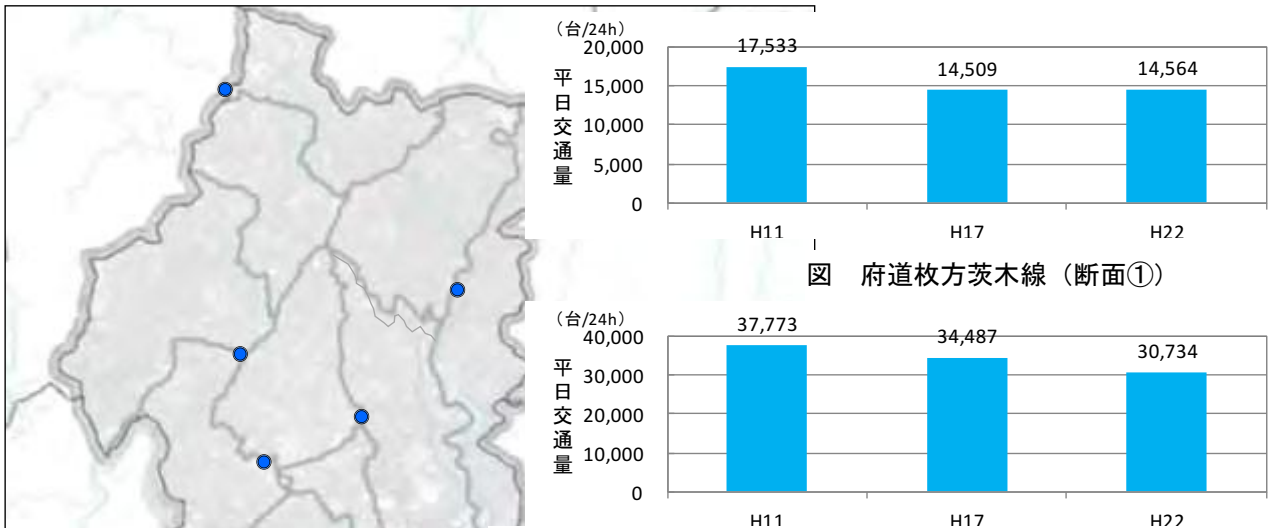 （台/24h）
20,000
15,000
10,000
5,000
0
平日交通量
17,533
14,509
14,564
H11
H17
H22
図　府道枚方茨木線（断面①）
（台/24h）
40,000
30,000
20,000
10,000
0
平日交通量
37,773
34,487
30,734
H11
H17
H22